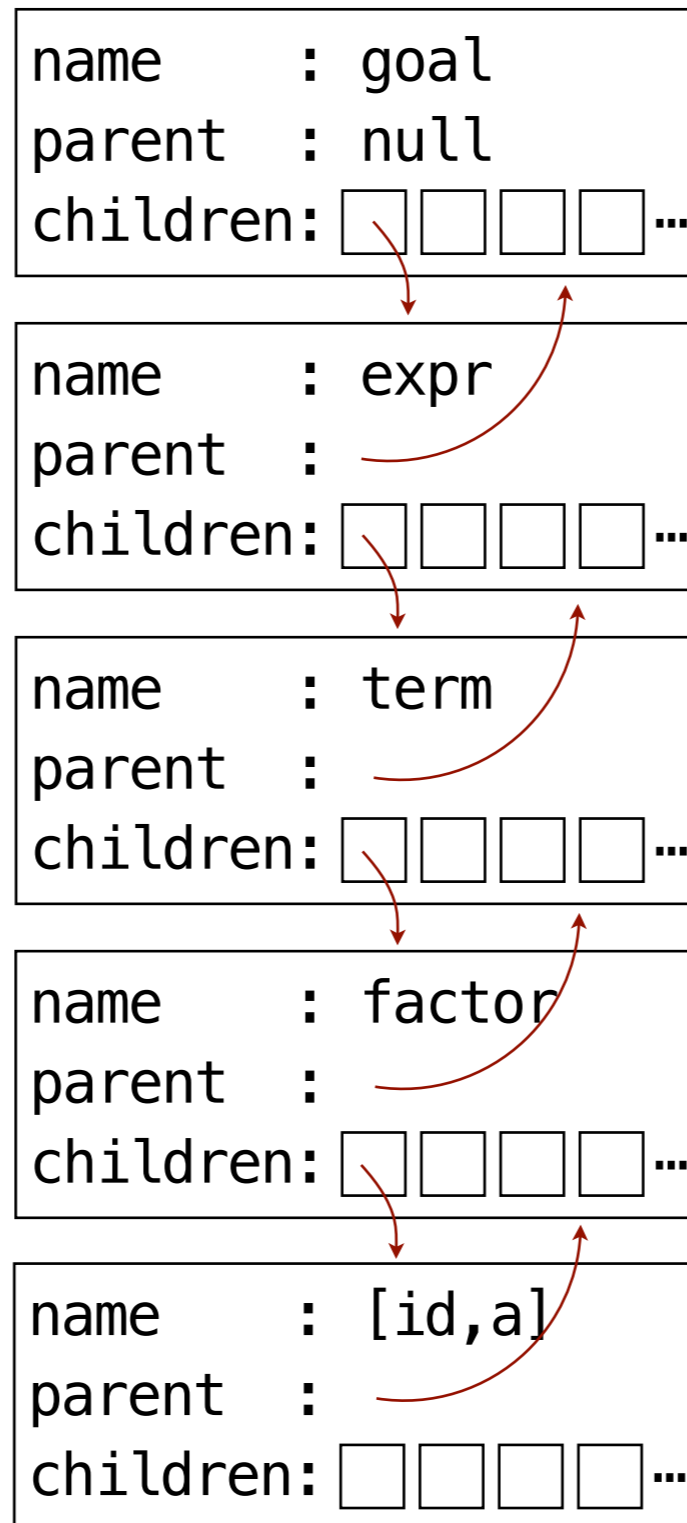 name : goal
parent : null
children: …
name : expr
parent :
children: …
name : term
parent :
children: …
name : factor
parent :
children: …
name : [id,a]
parent :
children: …